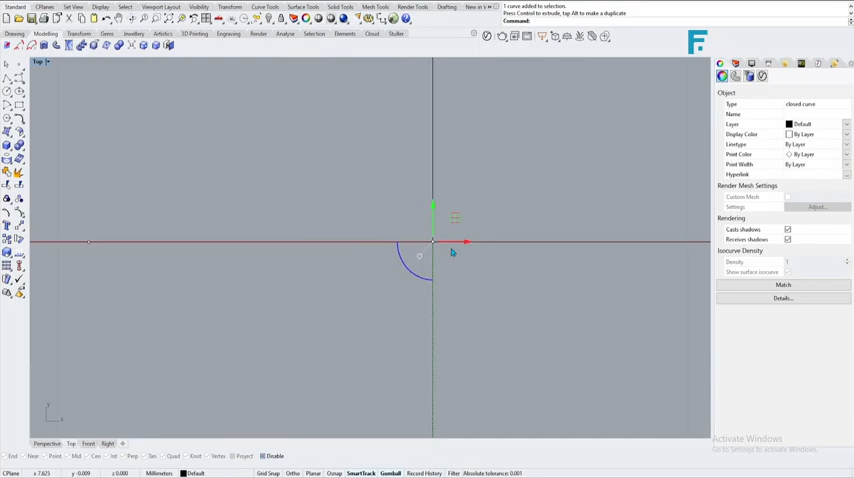 Standard CPlanes Set View Display Select Viewport Layout Visibility Transform Curve Tools Surface Tools Solid Tools Mesh Tools Render Tools Drafting New in V
1 curve added to selection.
Press Control to extrude, tap Alt to make a duplicate
Command:
Drawing Modelling Transform Gems Jewellery Artistics 3D Printing Engraving Render Analyse Selection Elements Cloud Stuller
F.
Top
Object
Type closed curve
Name
Layer Default
Display Color By Layer
Linetype By Layer
Print Color By Layer
Print Width By Layer
Hyperlink
Render Mesh Settings
Custom Mesh
Settings Adjust...
Rendering
Casts shadows
Receives shadows
Isocurve Density
Density 1
Show surface isocurve
Match
Details...
y
x
Activate Windows
Go to Settings to activate Windows.
Perspective Top Front Right
End Near Point Mid Cen Int Perp Tan Quad Knot Vertex Project Disable
CPlane x 7.625 y -0.009 z 0.000 Millimeters Default Grid Snap Ortho Planar Osnap SmartTrack Gumball Record History Filter Absolute tolerance: 0.001